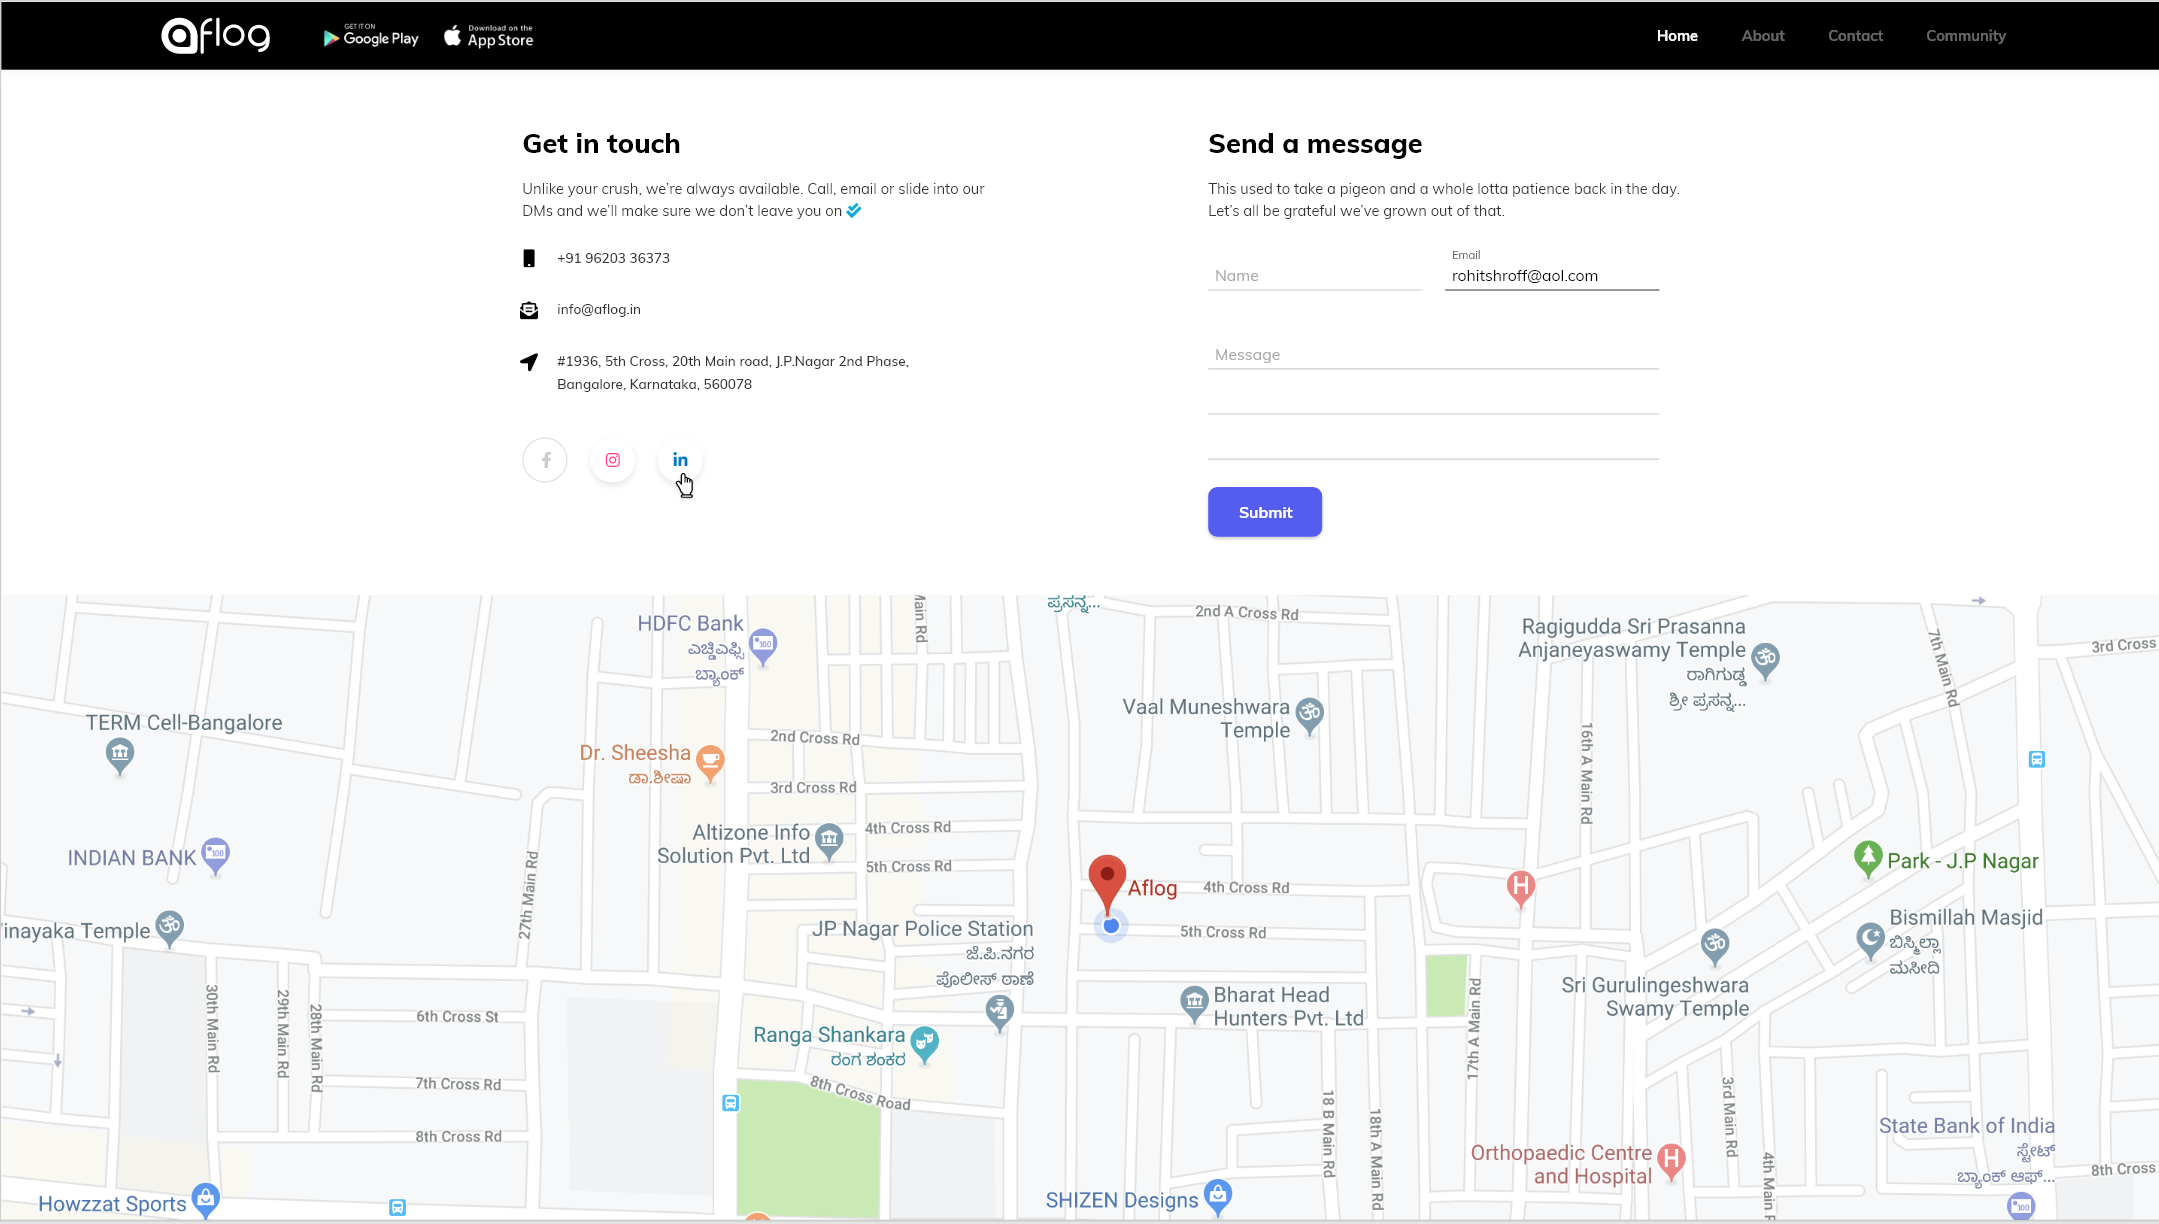 aflog
GET IT ON
Google Play
Download on the
App Store
Home
About
Contact
Community
Get in touch
Unlike your crush, we're always available. Call, email or slide into our
DMs and we'll make sure we don't leave you on
+91 96203 36373
info@aflog.in
#1936, 5th Cross, 20th Main road, J.P.Nagar 2nd Phase,
Bangalore, Karnataka, 560078
Send a message
This used to take a pigeon and a whole lotta patience back in the day.
Let's all be grateful we've grown out of that.
Name
Email
rohitshroff@aol.com
Message
Submit
ಪ್ರಸನ್ನ...
Main Rd
2nd A Cross Rd
HDFC Bank
ಎಚ್ಡಿಎಫ್ಸಿ
ಬ್ಯಾಂಕ್
Ragigudda Sri Prasanna
Anjaneyaswamy Temple
ರಾಗಿಗುಡ್ಡ
ಶ್ರೀ ಪ್ರಸನ್ನ...
7th Main Rd
3rd Cross
TERM Cell-Bangalore
Vaal Muneshwara
Temple
2nd Cross Rd
Dr. Sheesha
ಡಾ.ಶೀಷಾ
16th A Main Rd
3rd Cross Rd
Altizone Info
Solution Pvt. Ltd
4th Cross Rd
5th Cross Rd
INDIAN BANK
27th Main Rd
Aflog
4th Cross Rd
Park - J.P Nagar
inayaka Temple
JP Nagar Police Station
ಜೆ.ಪಿ.ನಗರ
ಪೊಲೀಸ್ ಠಾಣೆ
5th Cross Rd
Bismillah Masjid
ಬಿಸ್ಮಿಲ್ಲಾ
ಮಸೀದಿ
Bharat Head
Hunters Pvt. Ltd
Sri Gurulingeshwara
Swamy Temple
30th Main Rd
29th Main Rd
28th Main Rd
6th Cross St
Ranga Shankara
ರಂಗ ಶಂಕರ
17th A Main Rd
7th Cross Rd
8th Cross Road
18 B Main Rd
18th A Main Rd
3rd Main Rd
8th Cross Rd
Orthopaedic Centre
and Hospital
4th Main
State Bank of India
ಸ್ಟೇಟ್
ಬ್ಯಾಂಕ್ ಆಫ್...
8th Cross
Howzzat Sports
SHIZEN Designs